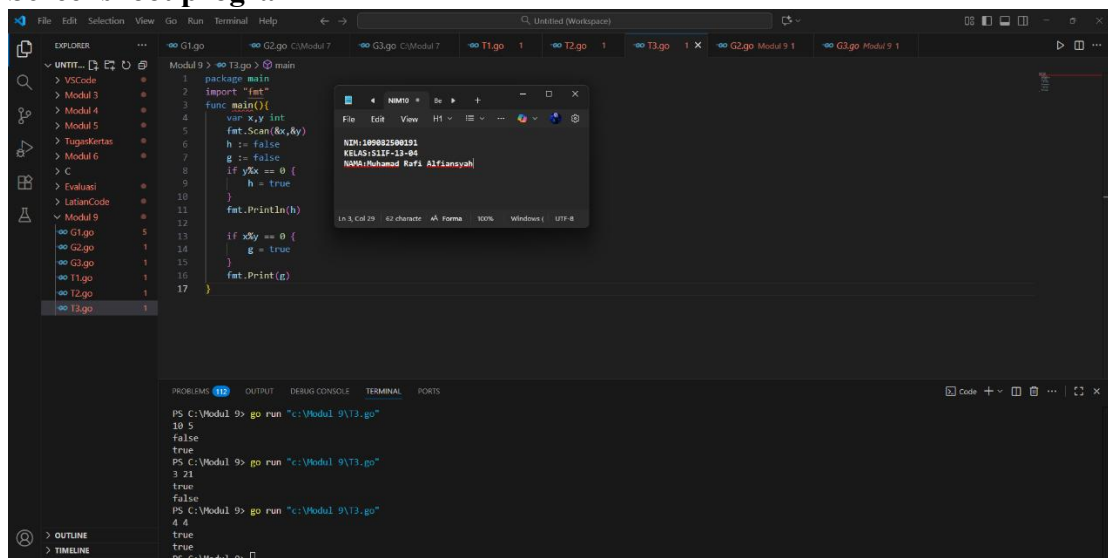 File Edit Selection View Go Run Terminal Help
Untitled (Workspace)
EXPLORER
UNTIT...
VSCode
Modul 3
Modul 4
Modul 5
TugasKertas
Modul 6
C
Evaluasi
LatianCode
Modul 9
G1.go 5
G2.go 1
G3.go 1
T1.go 1
T2.go 1
T3.go 1
OUTLINE
TIMELINE
G1.go G2.go C:\Modul 7 G3.go C:\Modul 7 T1.go 1 T2.go 1 T3.go 1 G2.go Modul 9 1 G3.go Modul 9 1
Modul 9 > T3.go > main
1 package main
2 import "fmt"
3 func main(){
4 var x,y int
5 fmt.Scan(&x,&y)
6 h := false
7 g := false
8 if y%x == 0 {
9 h = true
10 }
11 fmt.Println(h)
12
13 if x%y == 0 {
14 g = true
15 }
16 fmt.Print(g)
17 }
NIM10 Be
File Edit View H1
NIM:109082500191
KELAS:S1IF-13-04
NAMA:Muhamad Rafi Alfiansyah
Ln 3, Col 29 62 characte Forma 100% Windows ( UTF-8
PROBLEMS 112 OUTPUT DEBUG CONSOLE TERMINAL PORTS
Code
PS C:\Modul 9> go run "c:\Modul 9\T3.go"
10 5
false
true
PS C:\Modul 9> go run "c:\Modul 9\T3.go"
3 21
true
false
PS C:\Modul 9> go run "c:\Modul 9\T3.go"
4 4
true
true